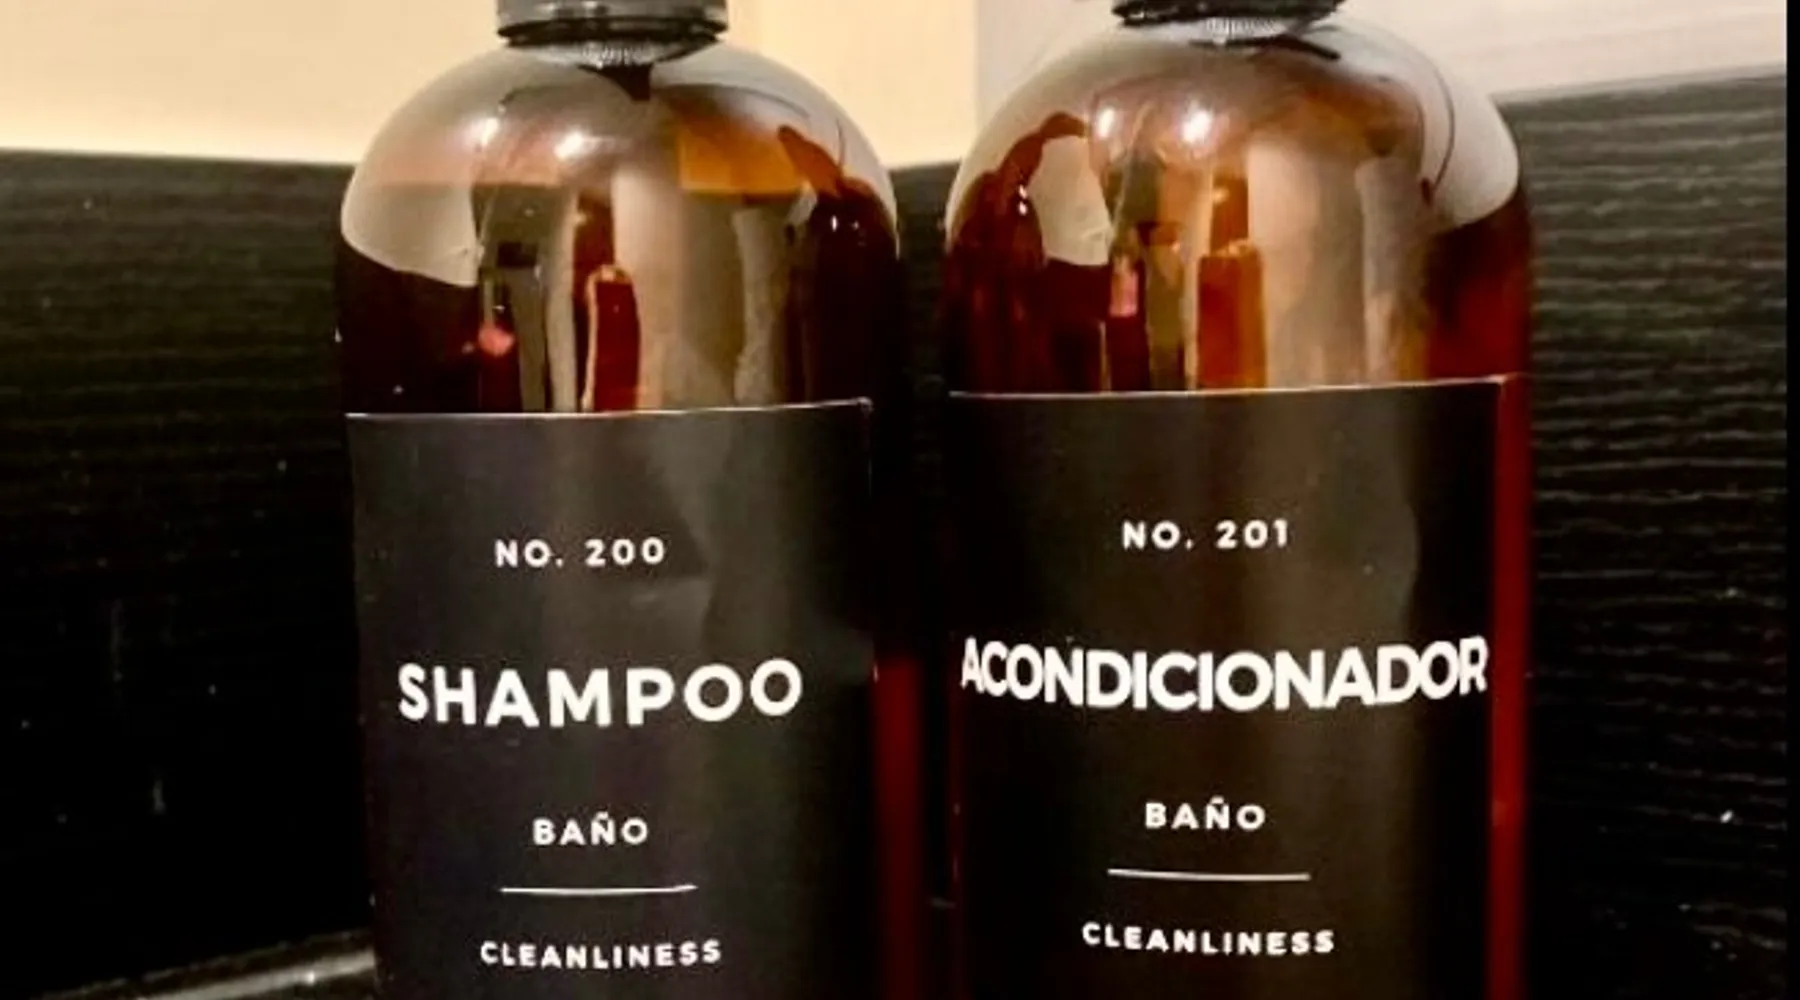 NO. 200
SHAMPOO
BAÑO
CLEANLINESS
NO. 201
ACONDICIONADOR
BAÑO
CLEANLINESS